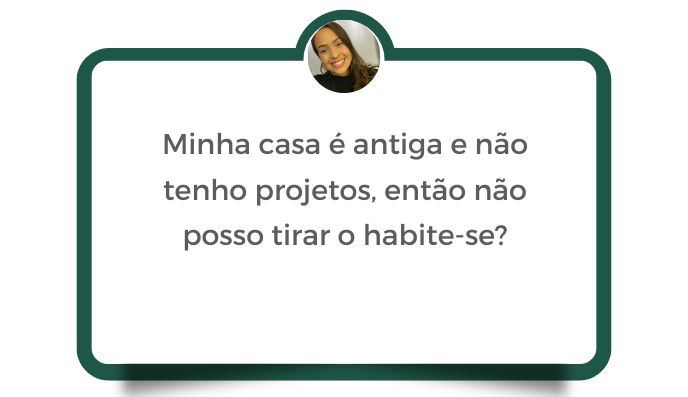 Minha casa é antiga e não
tenho projetos, então não
posso tirar o habite-se?